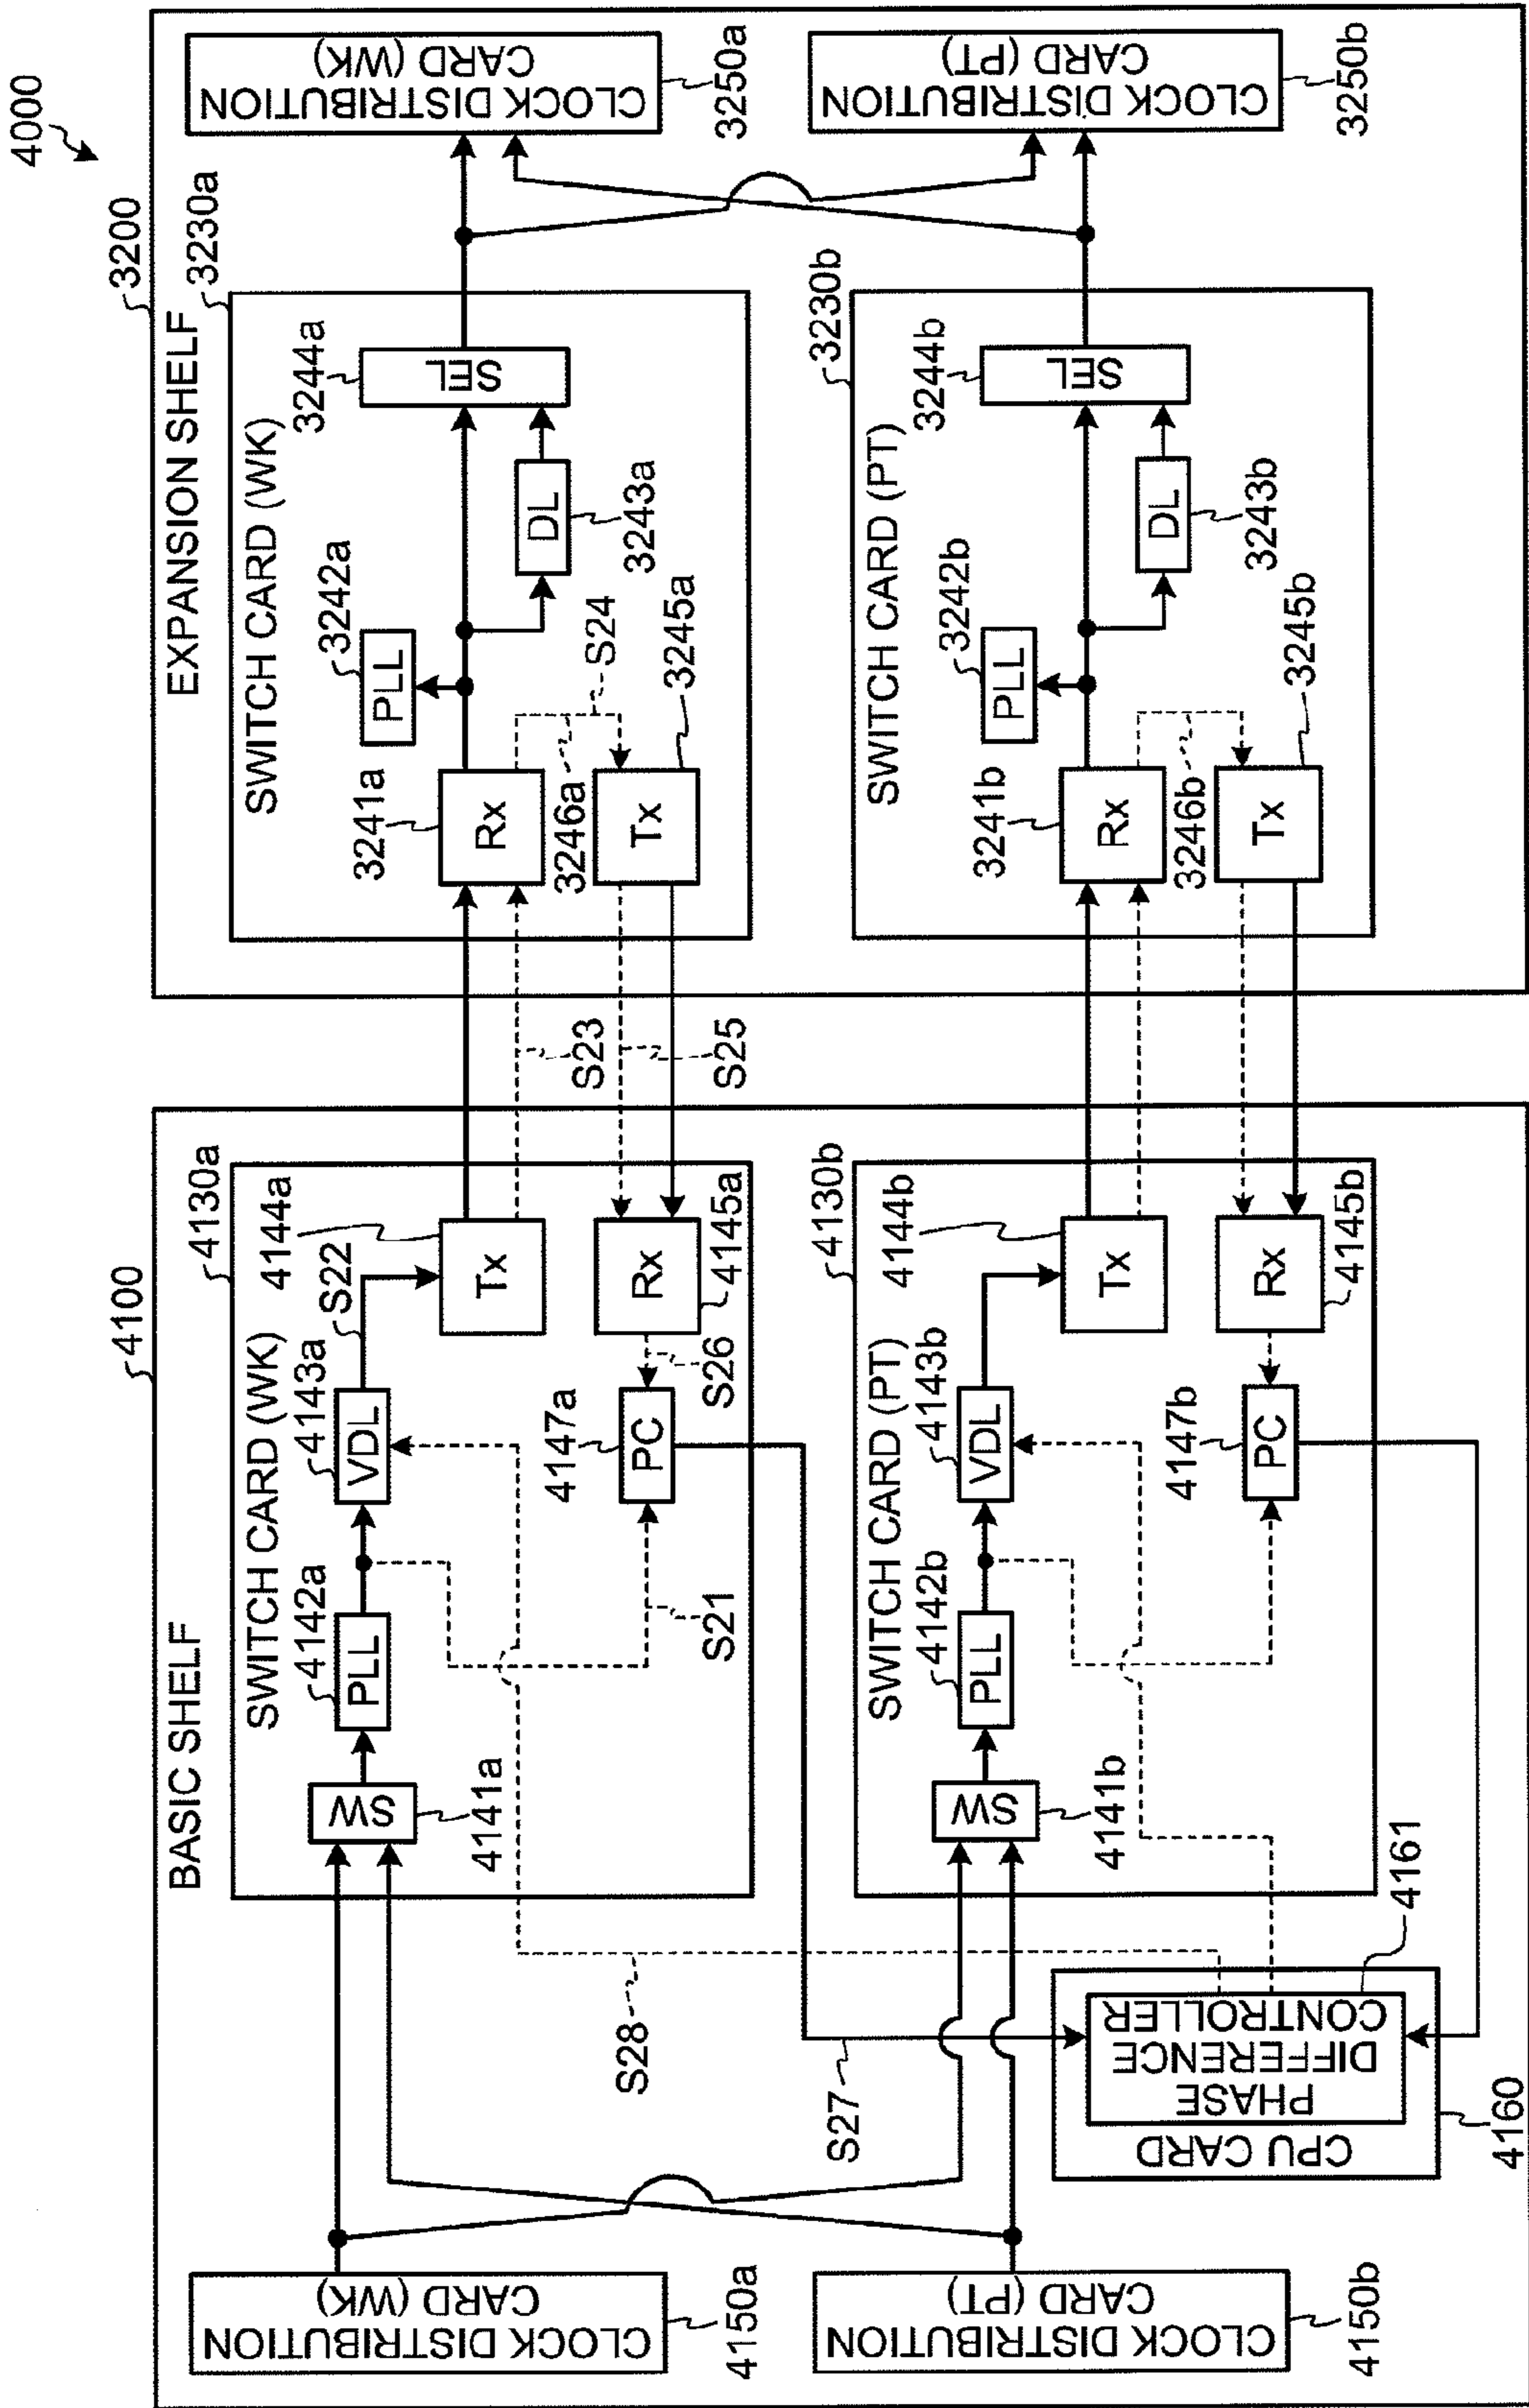 4000
4100
BASIC SHELF
4130a
SWITCH CARD (WK)
4142a
4143a
S22
4144a
SW
PLL
VDL
Tx
4141a
S21
4147a
PC
S26
Rx
4145a
CLOCK DISTRIBUTION
CARD (WK)
4150a
S28
S27
4130b
SWITCH CARD (PT)
4142b
4143b
4144b
SW
PLL
VDL
Tx
4141b
4147b
PC
Rx
4145b
CLOCK DISTRIBUTION
CARD (PT)
4150b
CPU CARD
PHASE
DIFFERENCE
CONTROLLER
4161
4160
S23
S25
3200
EXPANSION SHELF
3230a
SWITCH CARD (WK)
3241a
3242a
3244a
Rx
PLL
SEL
DL
3243a
3246a
S24
Tx
3245a
CLOCK DISTRIBUTION
CARD (WK)
3250a
3230b
SWITCH CARD (PT)
3241b
3242b
3244b
Rx
PLL
SEL
DL
3243b
3246b
Tx
3245b
CLOCK DISTRIBUTION
CARD (PT)
3250b